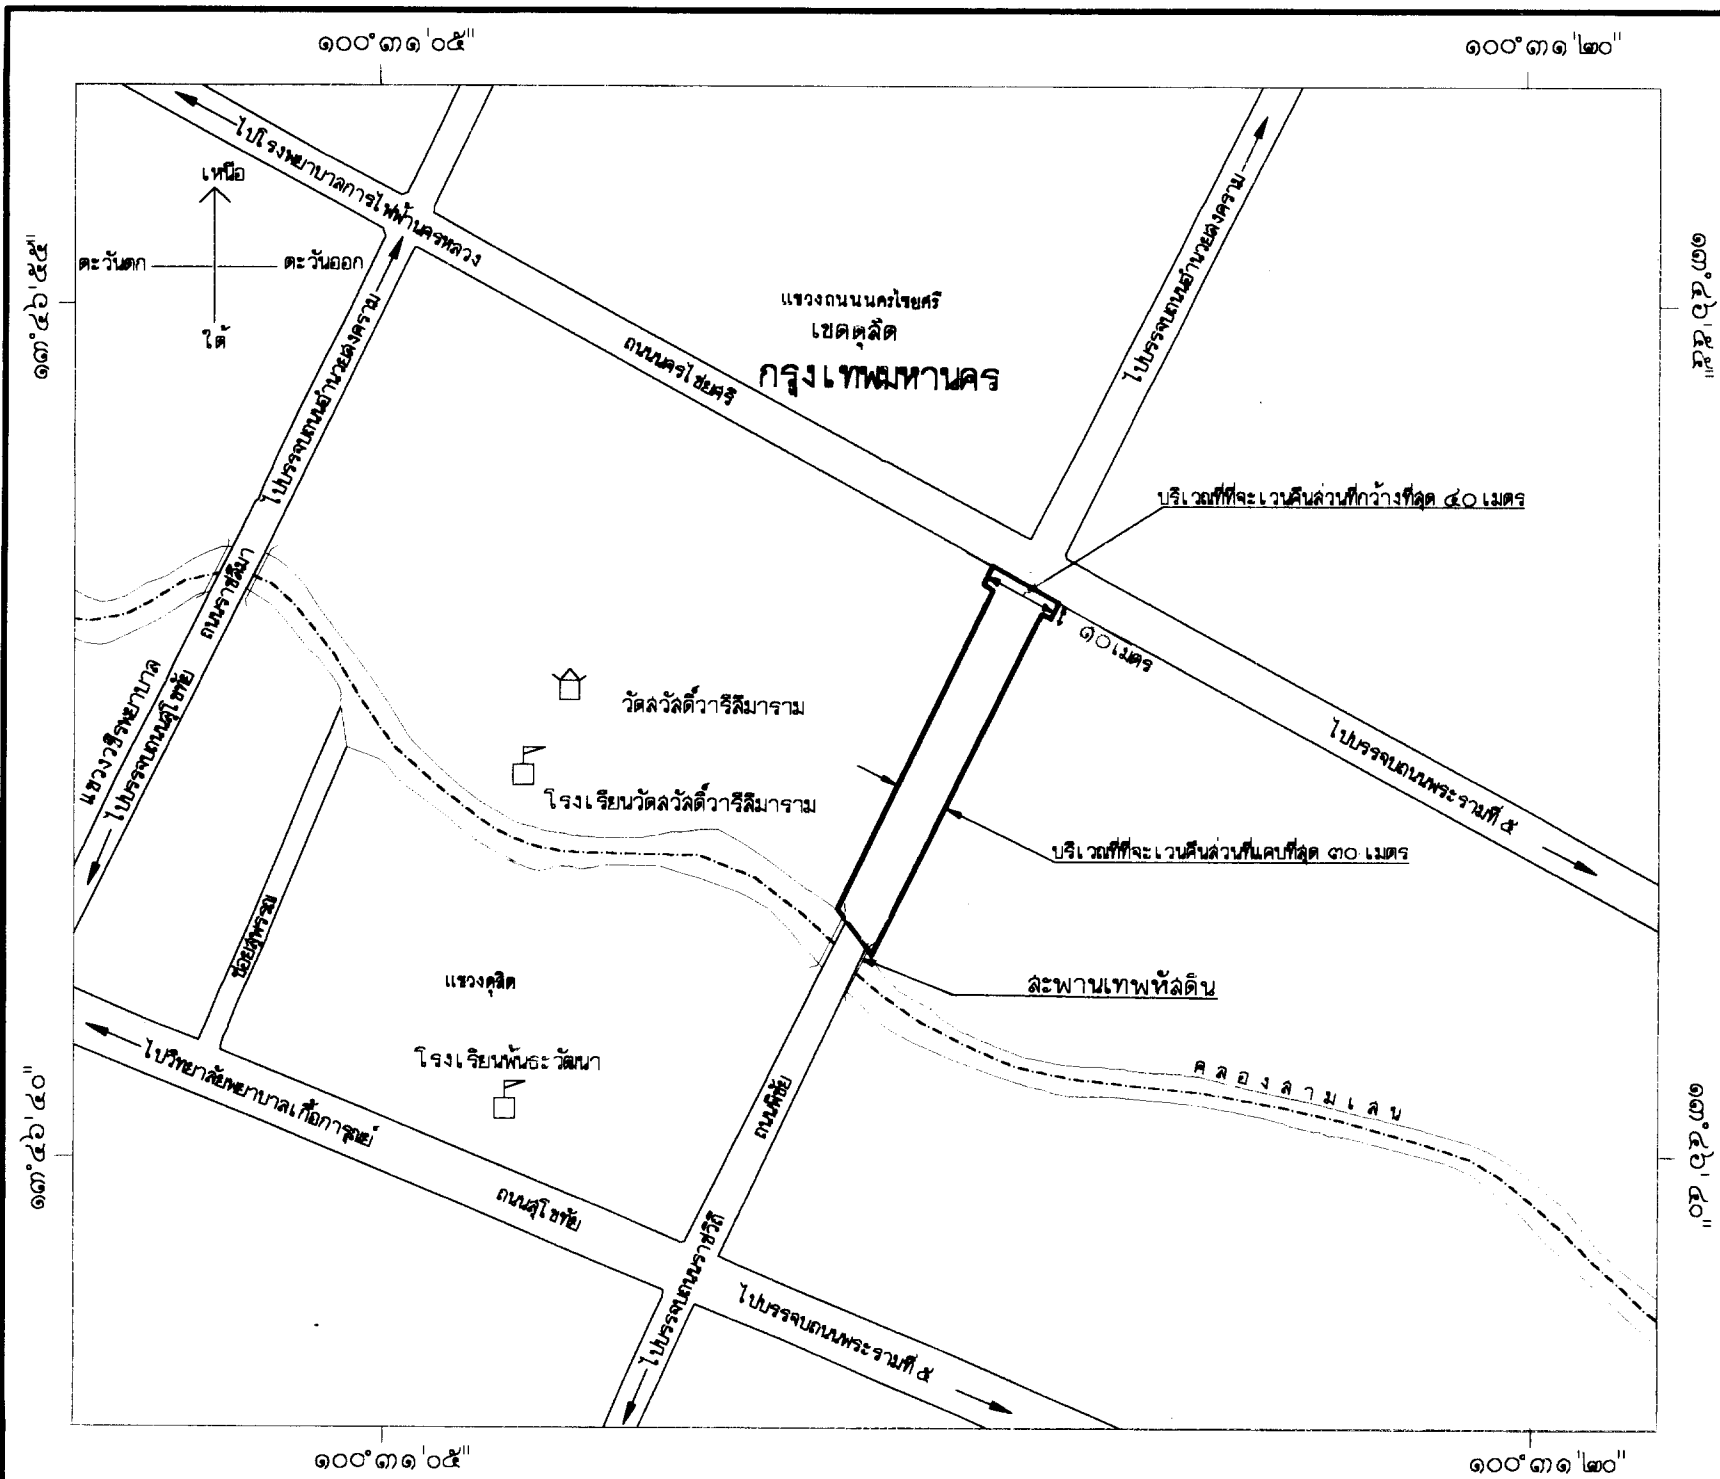 ๑๐๐°๓๑'๐๕"
๑๐๐°๓๑'๒๐"
ไปโรงพยาบาลการไฟฟ้านครหลวง
เหนือ
ตะวันตก
ตะวันออก
ใต้
๑๓°๔๖'๕๕"
๑๓°๔๖'๕๕"
แขวงถนนนครไชยศรี
เขตดุสิต
กรุงเทพมหานคร
ถนนนครไชยศรี
ไปบรรจบถนนอำนวยสงคราม
ไปบรรจบถนนอำนวยสงคราม
บริเวณที่ที่จะเวนคืนส่วนที่กว้างที่สุด ๔๐ เมตร
ถนนราชสีมา
๑๐ เมตร
แขวงวชิรพยาบาล
ไปบรรจบถนนสุโขทัย
วัดสวัสดิ์วารีสีมาราม
ไปบรรจบถนนพระรามที่ ๕
โรงเรียนวัดสวัสดิ์วารีสีมาราม
บริเวณที่ที่จะเวนคืนส่วนที่แคบที่สุด ๓๐ เมตร
ซอยสุพรรณ
แขวงดุสิต
สะพานเทพหัสดิน
โรงเรียนพันธะวัฒนา
ไปวิทยาลัยพยาบาลเกื้อการุณย์
คลองสามเสน
ถนนพิชัย
๑๓°๔๖'๔๐"
๑๓°๔๖'๔๐"
ถนนสุโขทัย
ไปบรรจบถนนราชวิถี
ไปบรรจบถนนพระรามที่ ๕
๑๐๐°๓๑'๐๕"
๑๐๐°๓๑'๒๐"